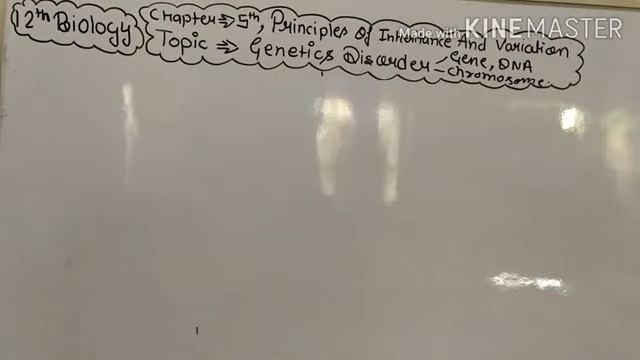 Made with KINEMASTER
12th Biology
Chapter ⇒ 5th, Principles of Inheritance And Variation
Topic ⇒ Genetics Disorder
Gene, DNA
Chromosome.